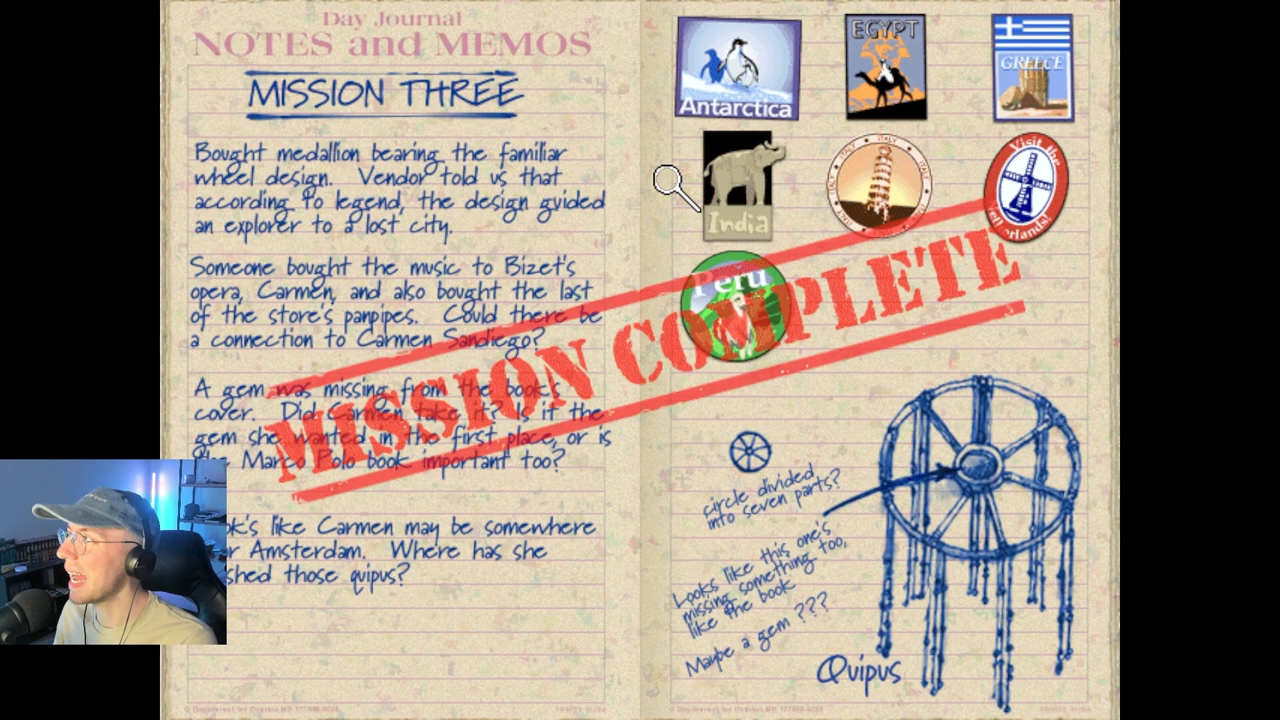 Day Journal
NOTES and MEMOS
MISSION THREE
Bought medallion bearing the familiar
wheel design. Vendor told us that
according to legend, the design guided
an explorer to a lost city.
Someone bought the music to Bizet's
opera, Carmen, and also bought the last
of the store's panpipes. Could there be
a connection to Carmen Sandiego?
A gem was missing from the book's
cover. Did Carmen take it? Is it the
gem she wanted in the first place, or is
Marco Polo book important too?
like Carmen may be somewhere
Amsterdam. Where has she
those quipus?
MISSION COMPLETE
Antarctica
EGYPT
GREECE
India
ITALY ITALY ITALY
Visit the
Peru
circle divided
into seven parts?
Looks like this one's
missing something too,
like the book
Maybe a gem ???
Quipus